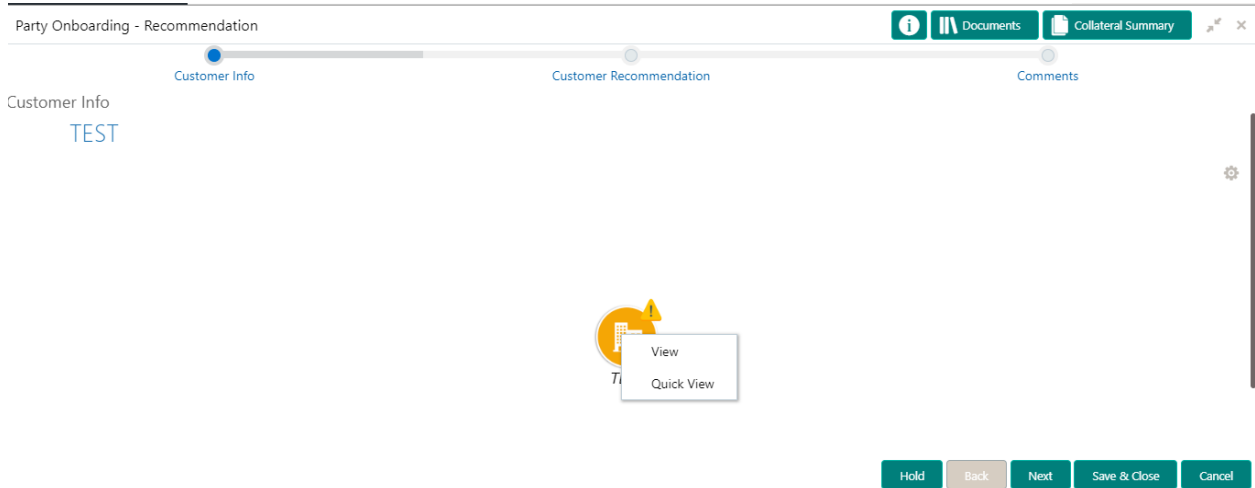 Party Onboarding - Recommendation
Documents
Collateral Summary
Customer Info
Customer Recommendation
Comments
Customer Info
TEST
View
Quick View
Hold
Back
Next
Save & Close
Cancel